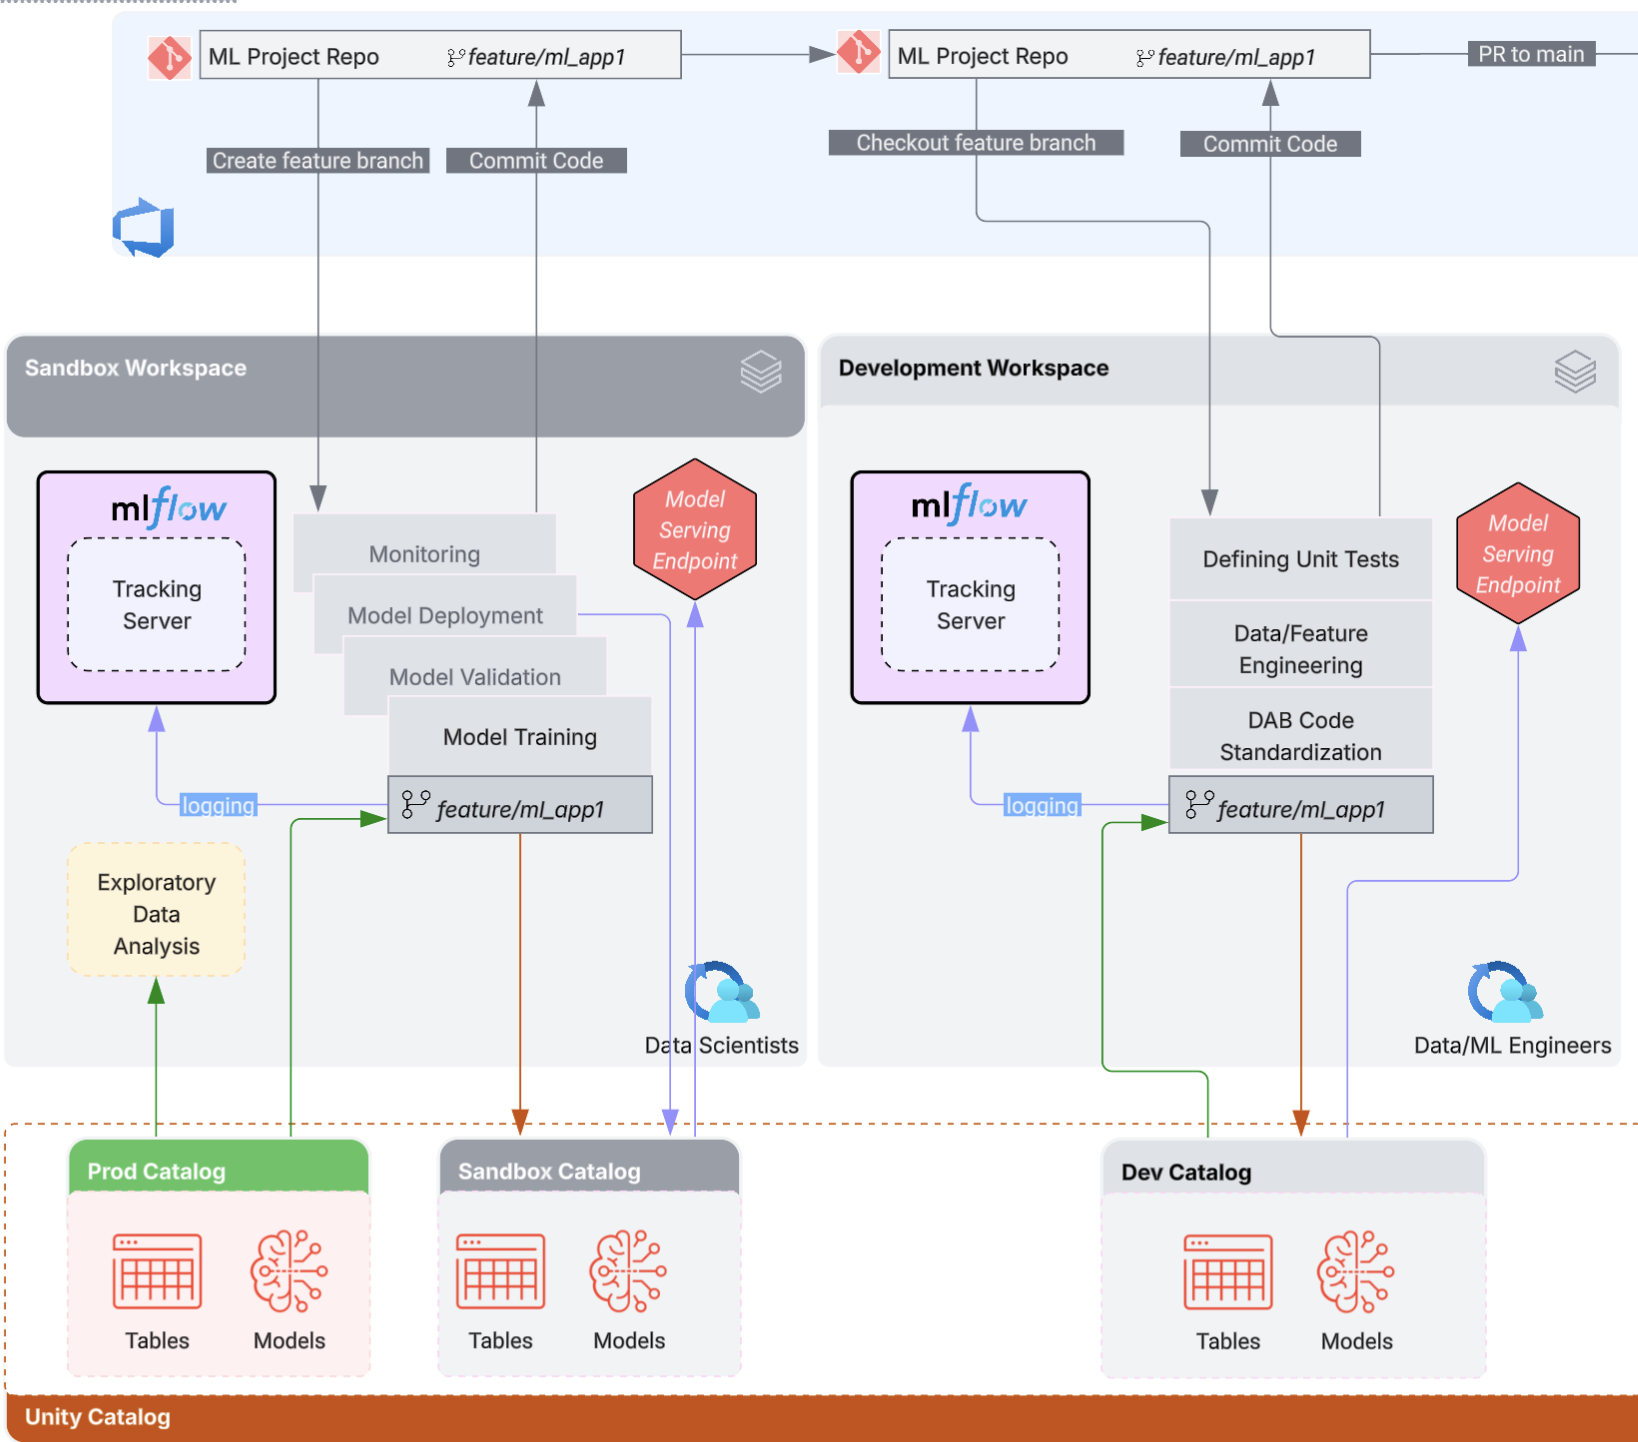 ML Project Repo feature/ml_app1
ML Project Repo feature/ml_app1
PR to main
Create feature branch
Commit Code
Checkout feature branch
Commit Code
Sandbox Workspace
mlflow
Tracking
Server
Monitoring
Model Deployment
Model Validation
Model Training
feature/ml_app1
Model
Serving
Endpoint
logging
Exploratory
Data
Analysis
Data Scientists
Development Workspace
mlflow
Tracking
Server
Defining Unit Tests
Data/Feature
Engineering
DAB Code
Standardization
feature/ml_app1
Model
Serving
Endpoint
logging
Data/ML Engineers
Prod Catalog
Tables
Models
Sandbox Catalog
Tables
Models
Dev Catalog
Tables
Models
Unity Catalog